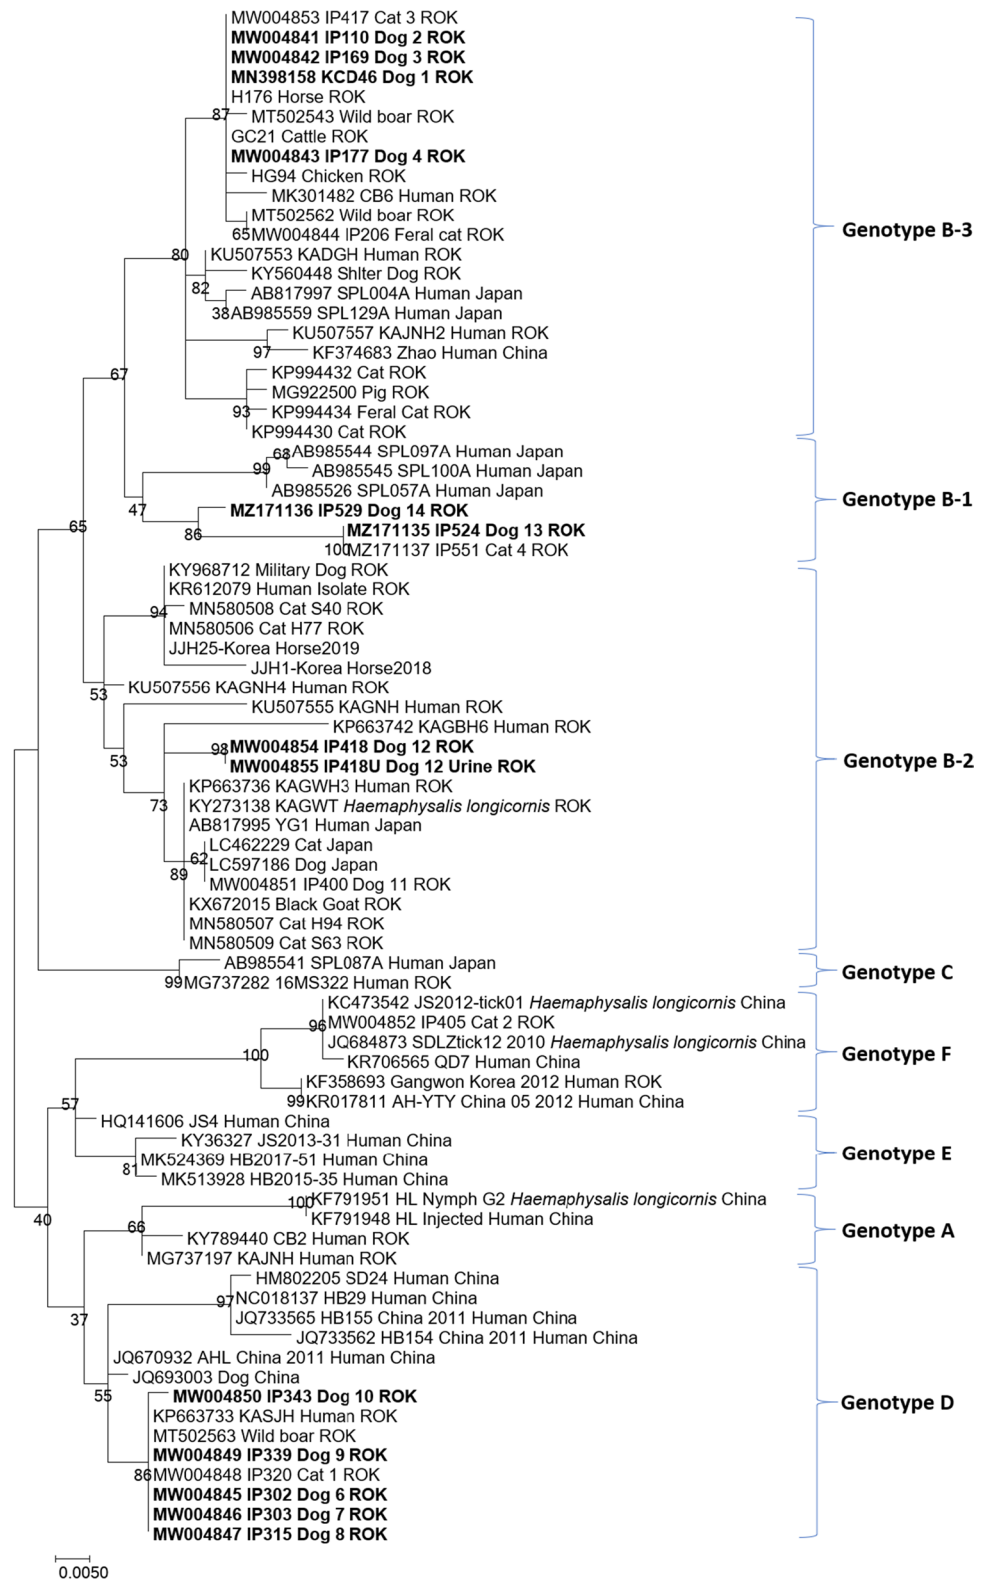 MW004853 IP417 Cat 3 ROK
MW004841 IP110 Dog 2 ROK
MW004842 IP169 Dog 3 ROK
MN398158 KCD46 Dog 1 ROK
H176 Horse ROK
87
MT502543 Wild boar ROK
GC21 Cattle ROK
MW004843 IP177 Dog 4 ROK
HG94 Chicken ROK
MK301482 CB6 Human ROK
MT502562 Wild boar ROK
Genotype B-3
65 MW004844 IP206 Feral cat ROK
80
KU507553 KADGH Human ROK
KY560448 Shlter Dog ROK
82
AB817997 SPL004A Human Japan
38 AB985559 SPL129A Human Japan
KU507557 KAJNH2 Human ROK
97
KF374683 Zhao Human China
67
KP994432 Cat ROK
MG922500 Pig ROK
93
KP994434 Feral Cat ROK
KP994430 Cat ROK
68 AB985544 SPL097A Human Japan
99
AB985545 SPL100A Human Japan
AB985526 SPL057A Human Japan
Genotype B-1
47
MZ171136 IP529 Dog 14 ROK
65
86
MZ171135 IP524 Dog 13 ROK
100 MZ171137 IP551 Cat 4 ROK
KY968712 Military Dog ROK
KR612079 Human Isolate ROK
94
MN580508 Cat S40 ROK
MN580506 Cat H77 ROK
JJH25-Korea Horse2019
JJH1-Korea Horse2018
53
KU507556 KAGNH4 Human ROK
KU507555 KAGNH Human ROK
KP663742 KAGBH6 Human ROK
98 MW004854 IP418 Dog 12 ROK
53
MW004855 IP418U Dog 12 Urine ROK
Genotype B-2
KP663736 KAGWH3 Human ROK
73
KY273138 KAGWT Haemaphysalis longicornis ROK
AB817995 YG1 Human Japan
LC462229 Cat Japan
62
LC597186 Dog Japan
89
MW004851 IP400 Dog 11 ROK
KX672015 Black Goat ROK
MN580507 Cat H94 ROK
MN580509 Cat S63 ROK
AB985541 SPL087A Human Japan
Genotype C
99 MG737282 16MS322 Human ROK
KC473542 JS2012-tick01 Haemaphysalis longicornis China
96 MW004852 IP405 Cat 2 ROK
JQ684873 SDLZtick12 2010 Haemaphysalis longicornis China
100
KR706565 QD7 Human China
Genotype F
KF358693 Gangwon Korea 2012 Human ROK
99 KR017811 AH-YTY China 05 2012 Human China
57
HQ141606 JS4 Human China
KY36327 JS2013-31 Human China
Genotype E
81 MK524369 HB2017-51 Human China
MK513928 HB2015-35 Human China
100 KF791951 HL Nymph G2 Haemaphysalis longicornis China
40
KF791948 HL Injected Human China
Genotype A
66
KY789440 CB2 Human ROK
MG737197 KAJNH Human ROK
HM802205 SD24 Human China
97 NC018137 HB29 Human China
37
JQ733565 HB155 China 2011 Human China
JQ733562 HB154 China 2011 Human China
JQ670932 AHL China 2011 Human China
JQ693003 Dog China
55
MW004850 IP343 Dog 10 ROK
Genotype D
KP663733 KASJH Human ROK
MT502563 Wild boar ROK
MW004849 IP339 Dog 9 ROK
86 MW004848 IP320 Cat 1 ROK
MW004845 IP302 Dog 6 ROK
MW004846 IP303 Dog 7 ROK
MW004847 IP315 Dog 8 ROK
0.0050